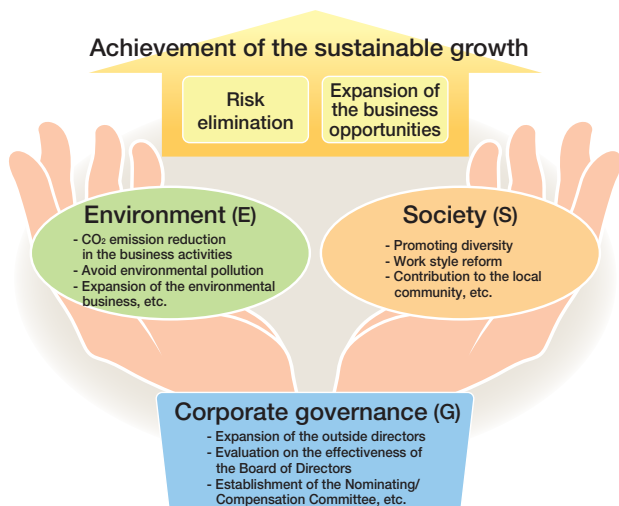 Achievement of the sustainable growth
Risk
elimination
Expansion of
the business
opportunities
Environment (E)
- CO₂ emission reduction
in the business activities
- Avoid environmental pollution
- Expansion of the environmental
business, etc.
Society (S)
- Promoting diversity
- Work style reform
- Contribution to the local
community, etc.
Corporate governance (G)
- Expansion of the outside directors
- Evaluation on the effectiveness of
the Board of Directors
- Establishment of the Nominating/
Compensation Committee, etc.